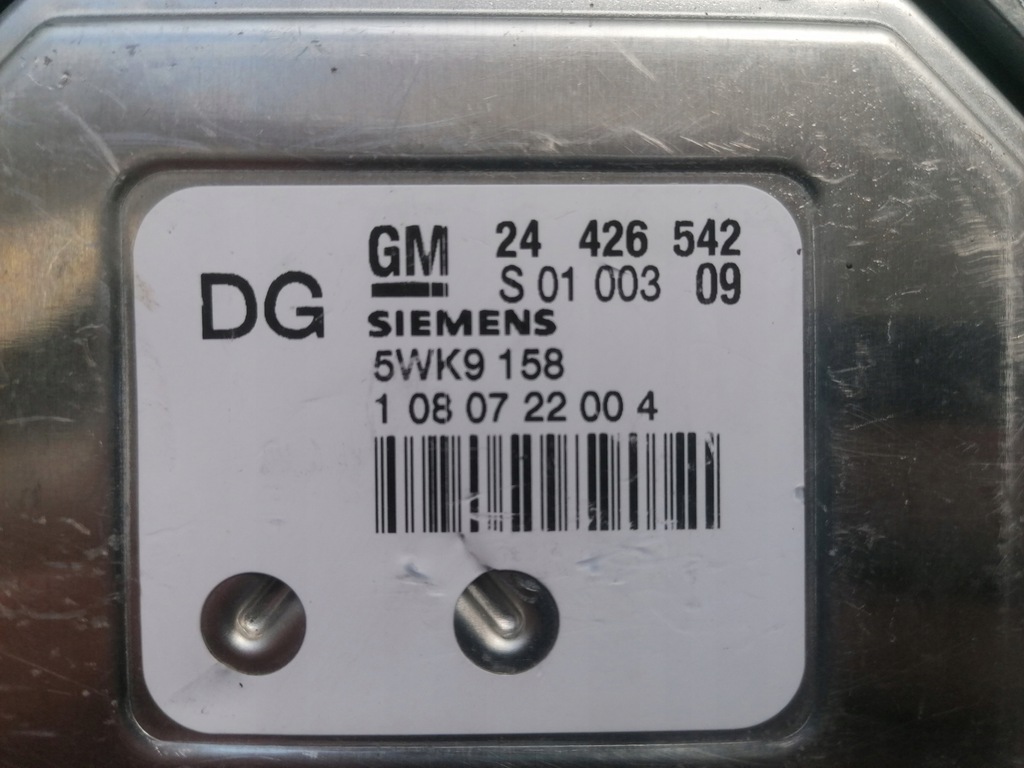 DG
GM 24 426 542
S 01 003 09
SIEMENS
5WK9 158
1 08 07 22 00 4